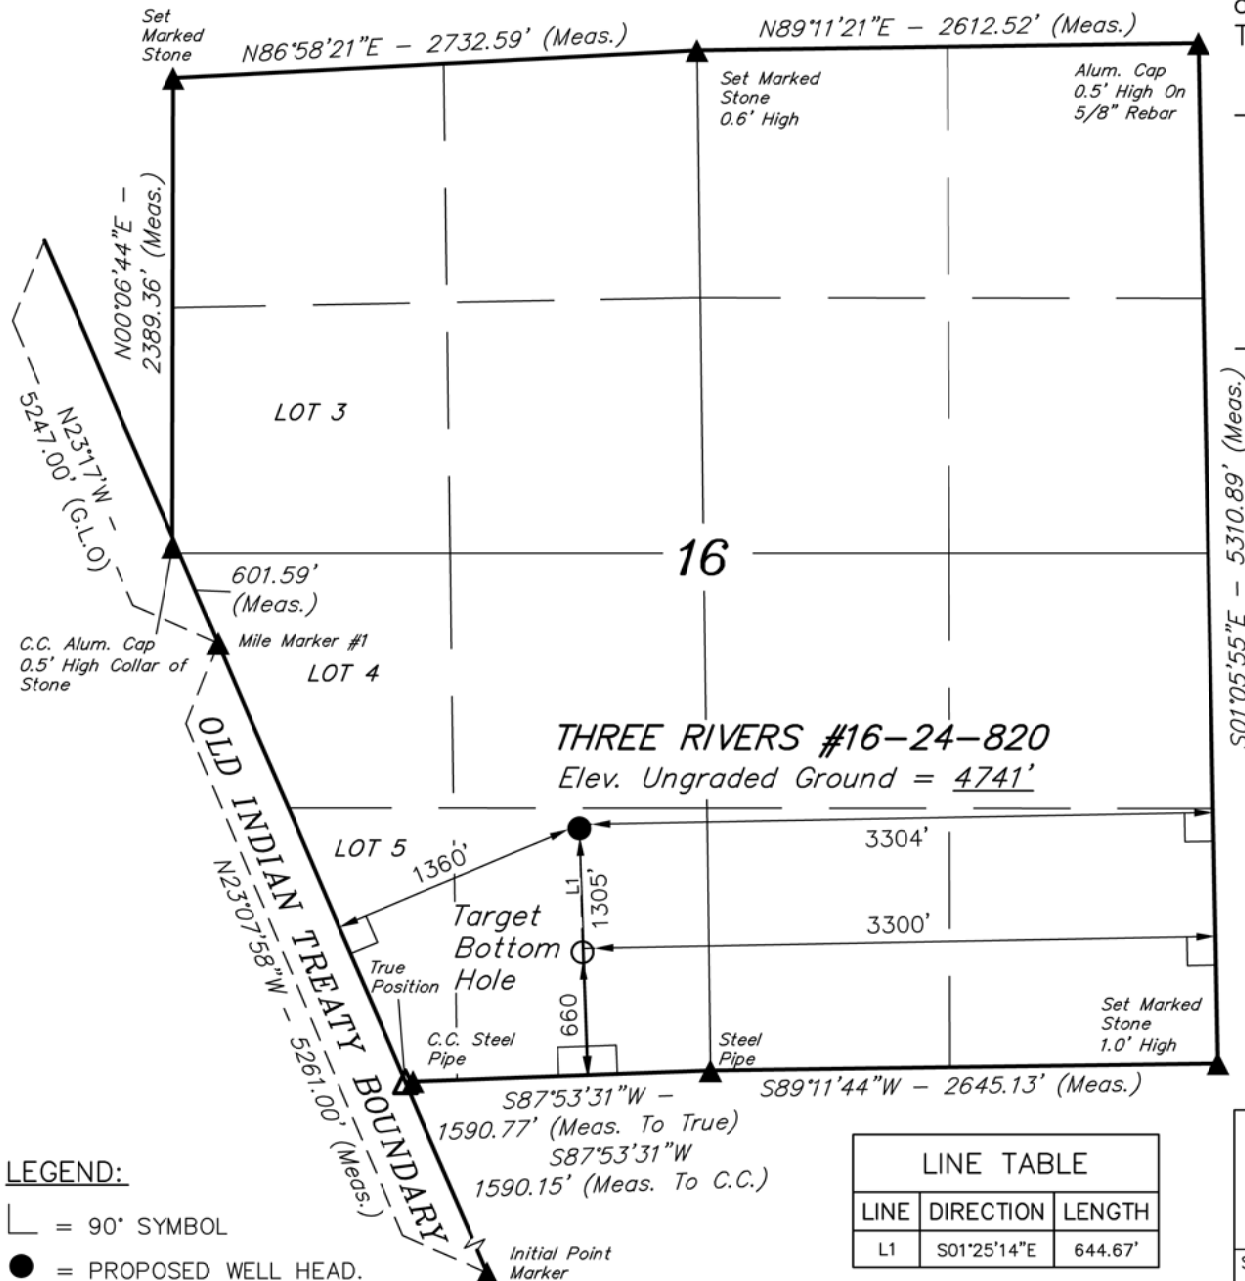 Set
Marked
Stone
N86°58'21"E - 2732.59' (Meas.)
N89°11'21"E - 2612.52' (Meas.)
Set Marked
Stone
0.6' High
Alum. Cap
0.5' High On
5/8" Rebar
N00°06'44"E -
2389.36' (Meas.)
N23°17'W -
5247.00' (G.L.O)
LOT 3
S01°05'55"E - 5310.89' (Meas.)
16
601.59'
(Meas.)
C.C. Alum. Cap
0.5' High Collar of
Stone
Mile Marker #1
LOT 4
THREE RIVERS #16-24-820
Elev. Ungraded Ground = 4741'
OLD INDIAN TREATY BOUNDARY
N23°07'58"W - 5261.00' (Meas.)
LOT 5
1360'
L1
1305'
3304'
Target
Bottom
Hole
3300'
True
Position
660
C.C. Steel
Pipe
Steel
Pipe
Set Marked
Stone
1.0' High
S87°53'31"W -
1590.77' (Meas. To True)
S87°53'31"W
1590.15' (Meas. To C.C.)
S89°11'44"W - 2645.13' (Meas.)
LEGEND:
= 90° SYMBOL
= PROPOSED WELL HEAD.
Initial Point
Marker
LINE TABLE
LINE DIRECTION LENGTH
L1 S01°25'14"E 644.67'